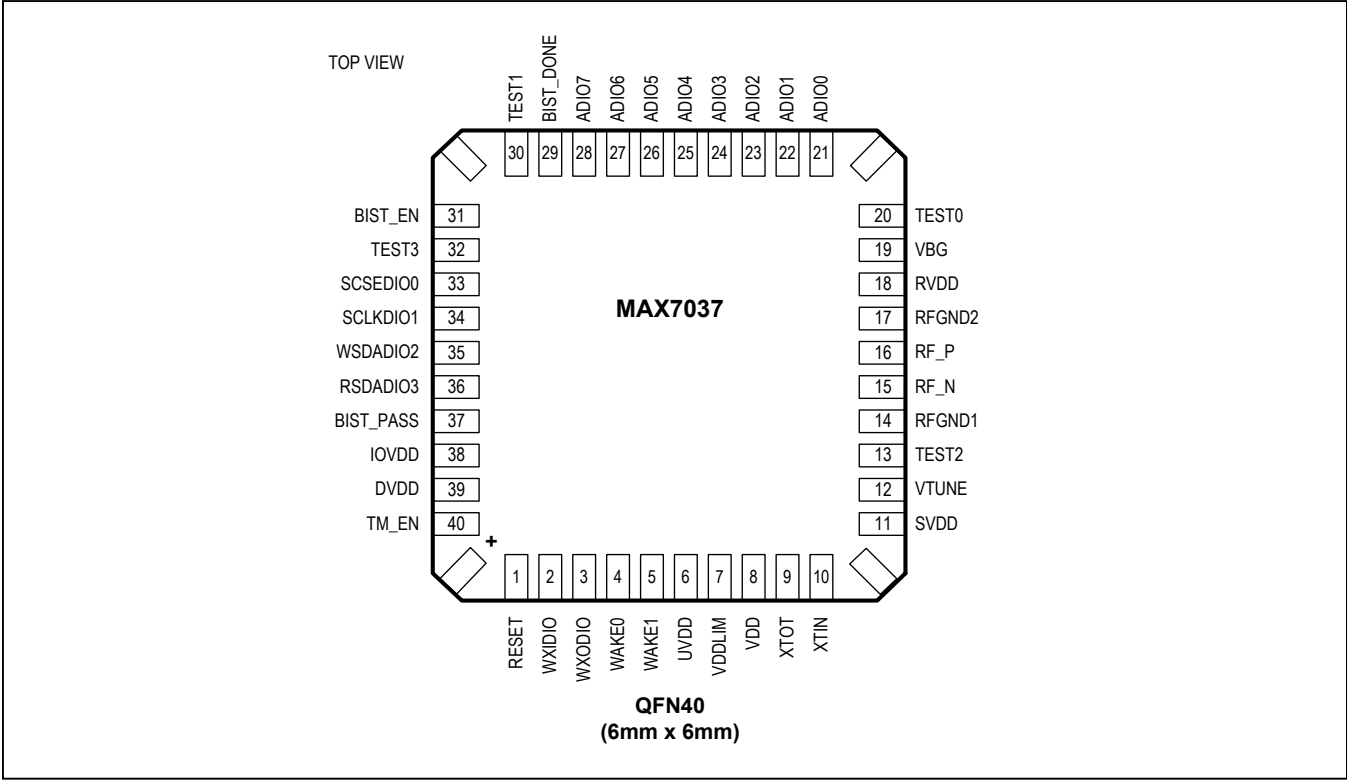 TOP VIEW
TEST1
BIST_DONE
ADIO7
ADIO6
ADIO5
ADIO4
ADIO3
ADIO2
ADIO1
ADIO0
30 29 28 27 26 25 24 23 22 21
BIST_EN 31
TEST3 32
SCSEDIO0 33
SCLKDIO1 34
WSDADIO2 35
RSDADIO3 36
BIST_PASS 37
IOVDD 38
DVDD 39
TM_EN 40
MAX7037
20 TEST0
19 VBG
18 RVDD
17 RFGND2
16 RF_P
15 RF_N
14 RFGND1
13 TEST2
12 VTUNE
11 SVDD
+
1 2 3 4 5 6 7 8 9 10
RESET
WXIDIO
WXODIO
WAKE0
WAKE1
UVDD
VDDLIM
VDD
XTOT
XTIN
QFN40
(6mm x 6mm)